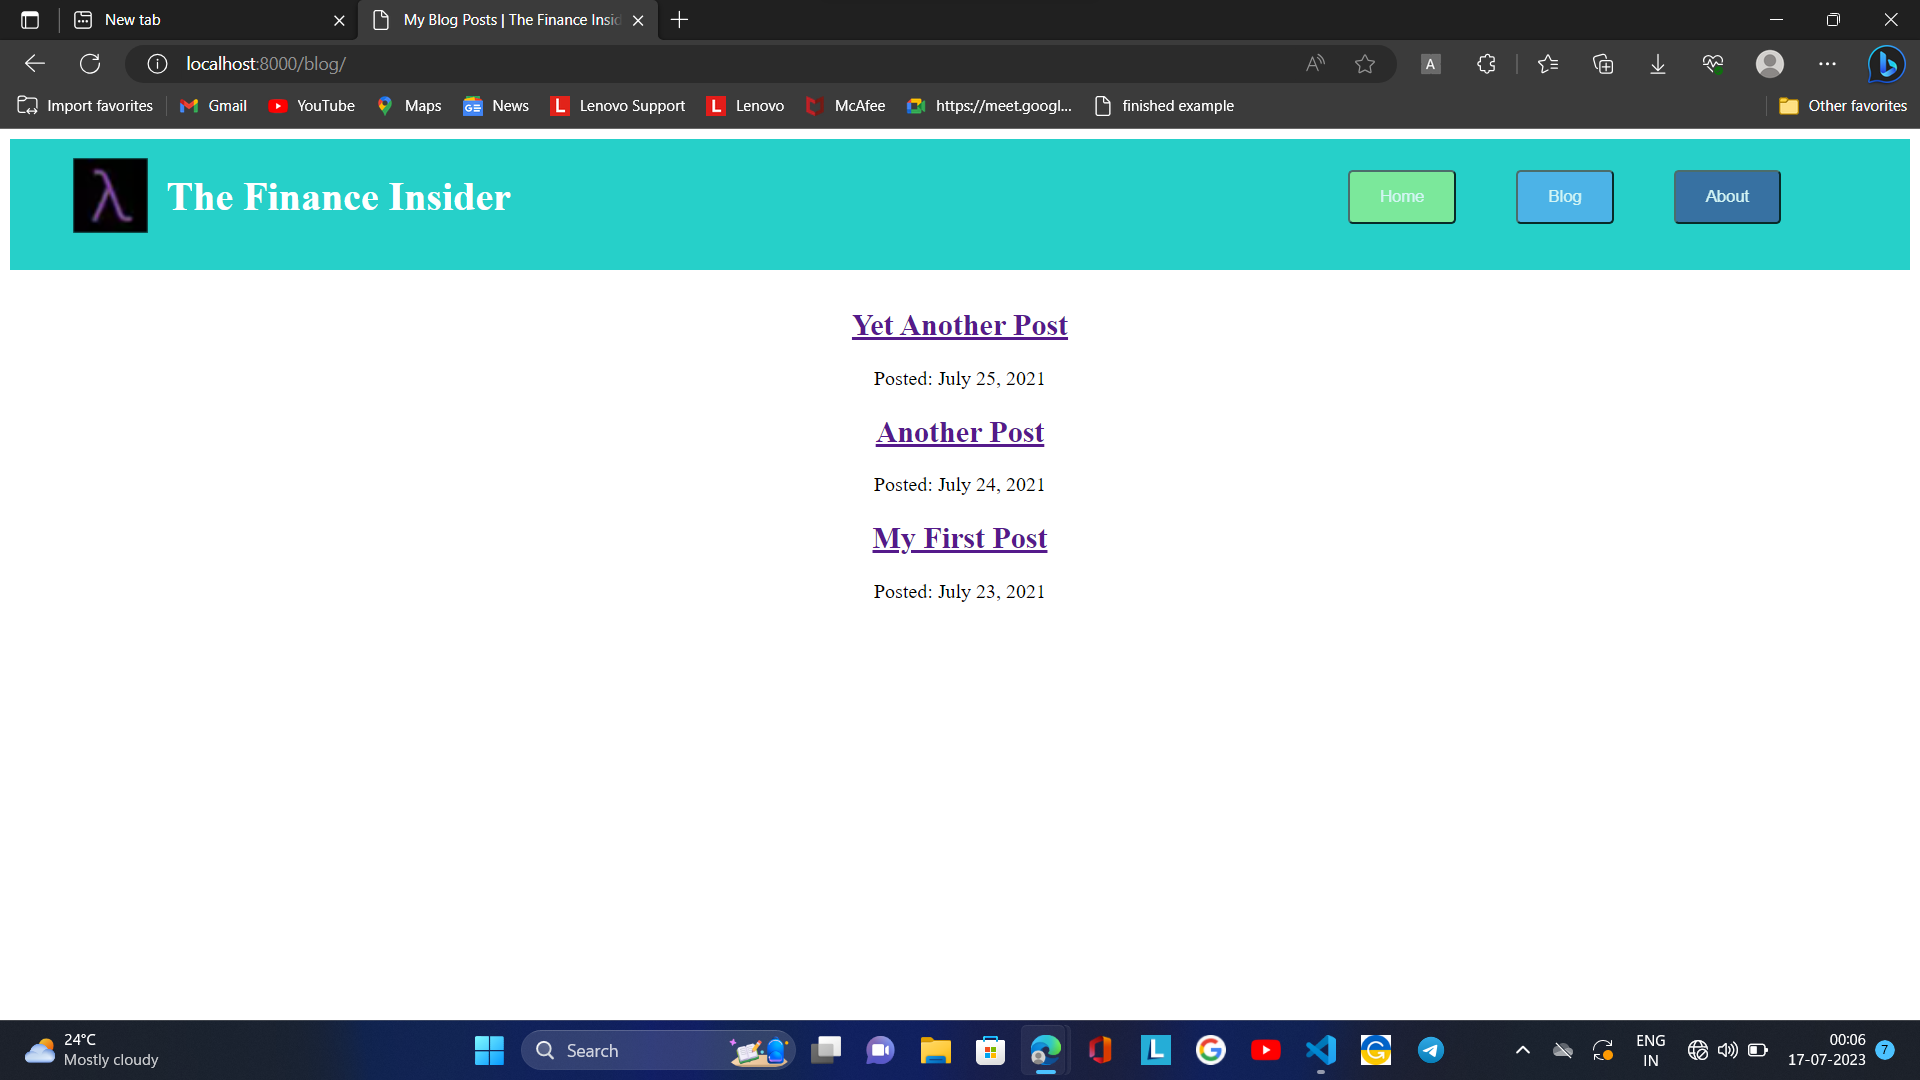 New tab
My Blog Posts | The Finance Insid
localhost:8000/blog/
A
Import favorites
Gmail
YouTube
Maps
News
L
Lenovo Support
L
Lenovo
McAfee
https://meet.googl...
finished example
Other favorites
λ
The Finance Insider
Home
Blog
About
Yet Another Post
Posted: July 25, 2021
Another Post
Posted: July 24, 2021
My First Post
Posted: July 23, 2021
24°C
Mostly cloudy
Search
L
ENG
IN
00:06
17-07-2023
7